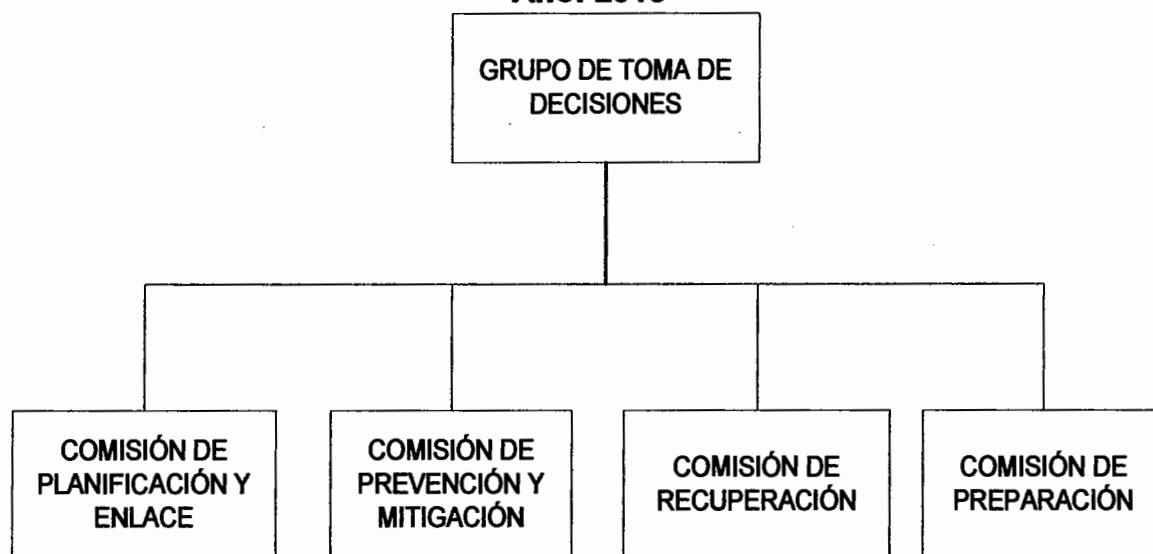 GRUPO DE TOMA DE
DECISIONES
COMISIÓN DE
PLANIFICACIÓN Y
ENLACE
COMISIÓN DE
PREVENCIÓN Y
MITIGACIÓN
COMISIÓN DE
RECUPERACIÓN
COMISIÓN DE
PREPARACIÓN